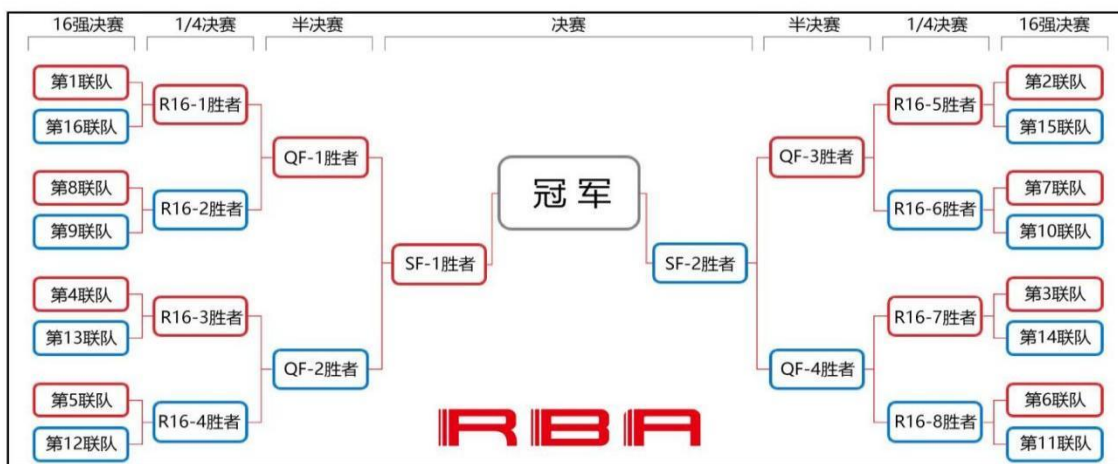 16强决赛 1/4决赛 半决赛 决赛 半决赛 1/4决赛 16强决赛
第1联队
R16-1胜者
第16联队
QF-1胜者
第8联队
R16-2胜者
第9联队
SF-1胜者
第4联队
R16-3胜者
第13联队
QF-2胜者
第5联队
R16-4胜者
第12联队
冠军
第2联队
R16-5胜者
第15联队
QF-3胜者
第7联队
R16-6胜者
第10联队
SF-2胜者
第3联队
R16-7胜者
第14联队
QF-4胜者
第6联队
R16-8胜者
第11联队
RBA